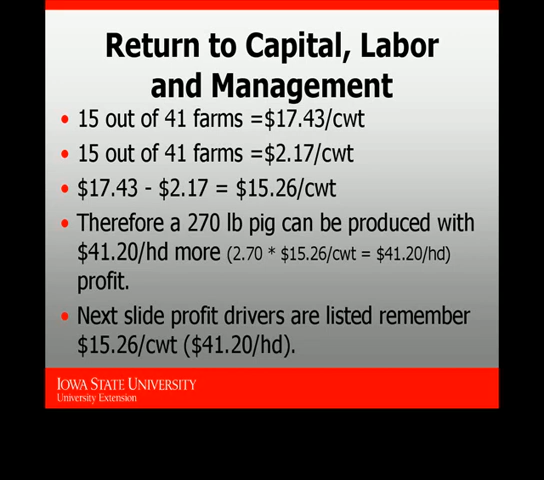 Return to Capital, Labor
and Management
• 15 out of 41 farms =$17.43/cwt
• 15 out of 41 farms =$2.17/cwt
• $17.43 - $2.17 = $15.26/cwt
• Therefore a 270 lb pig can be produced with
$41.20/hd more (2.70 * $15.26/cwt = $41.20/hd)
profit.
• Next slide profit drivers are listed remember
$15.26/cwt ($41.20/hd).
IOWA STATE UNIVERSITY
University Extension